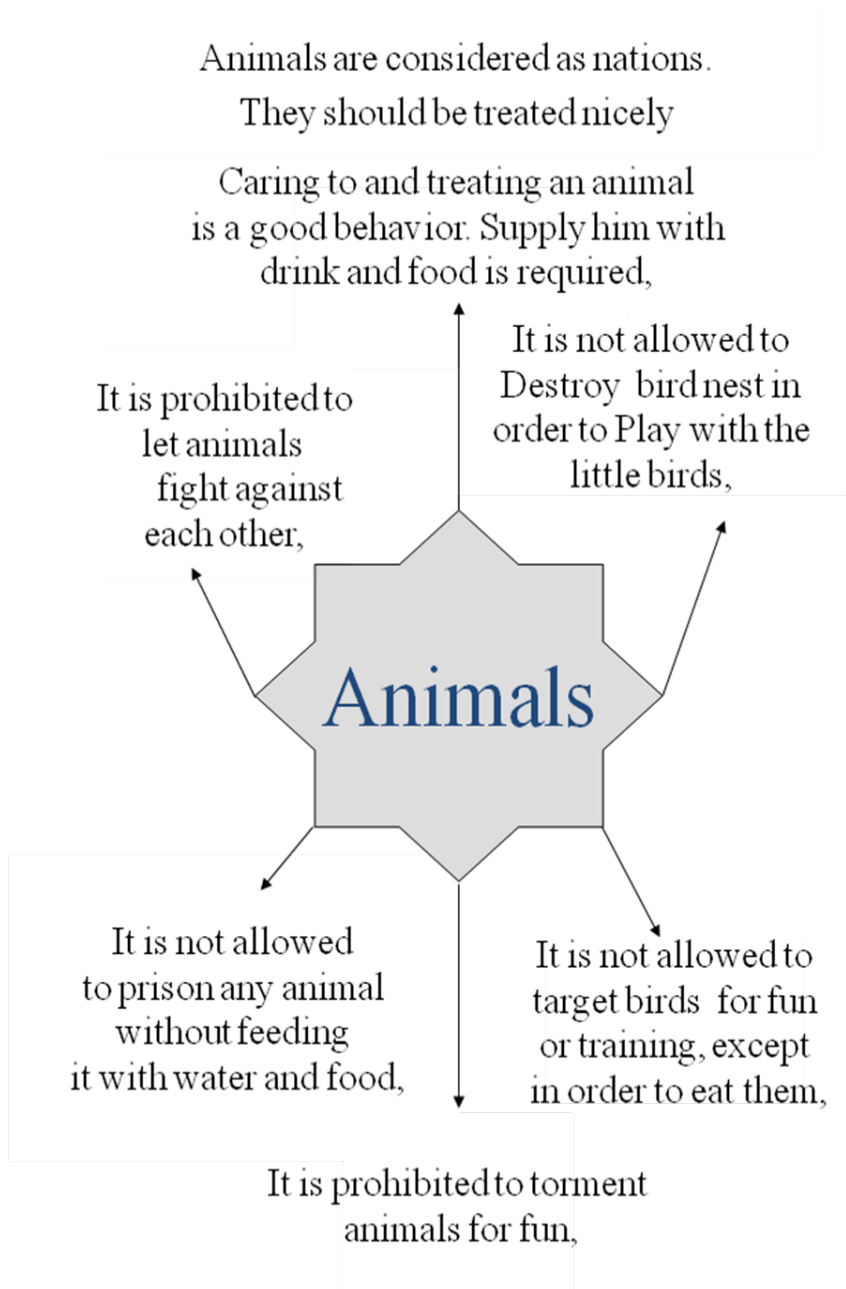 Animals are considered as nations.
They should be treated nicely
Caring to and treating an animal
is a good behavior. Supply him with
drink and food is required,
It is not allowed to
Destroy bird nest in
order to Play with the
little birds,
It is prohibited to
let animals
fight against
each other,
Animals
It is not allowed
to prison any animal
without feeding
it with water and food,
It is not allowed to
target birds for fun
or training, except
in order to eat them,
It is prohibited to torment
animals for fun,